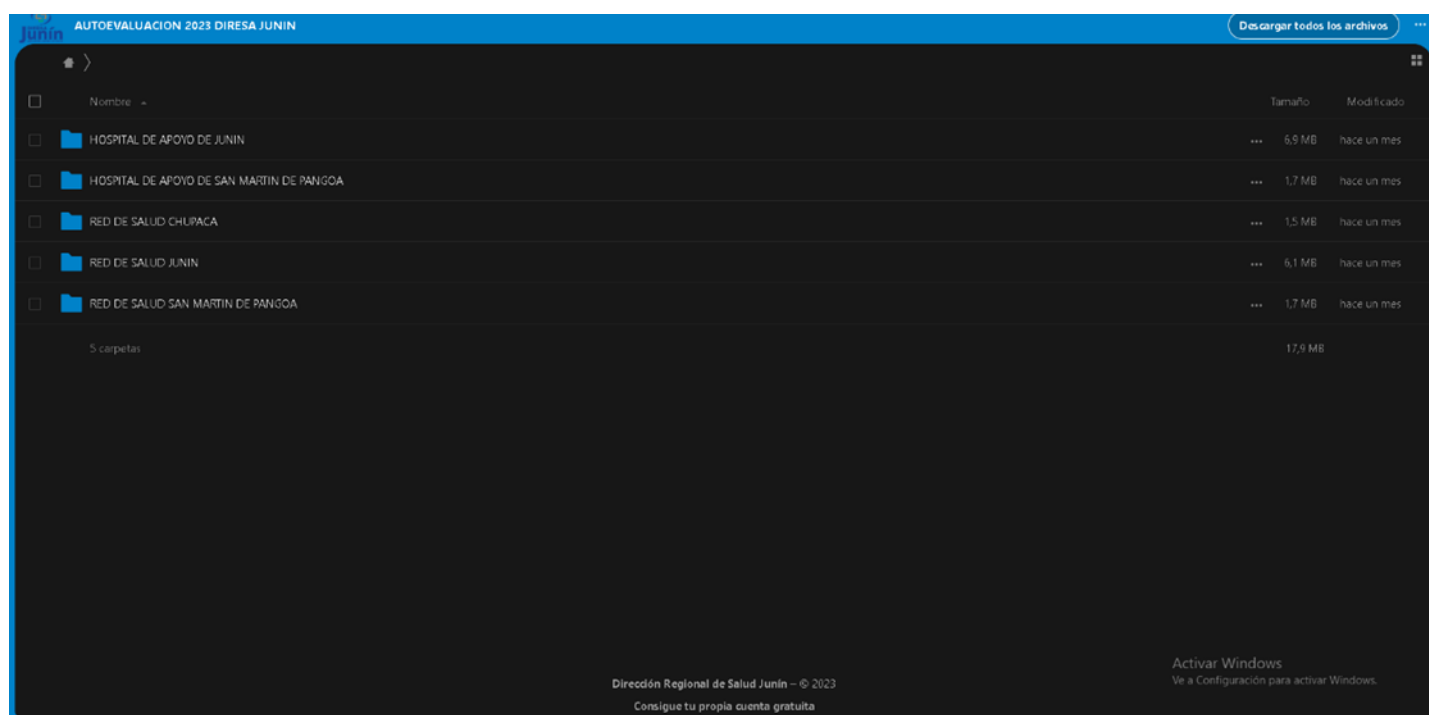 Junín AUTOEVALUACION 2023 DIRESA JUNIN Descargar todos los archivos
Nombre Tamaño Modificado
HOSPITAL DE APOYO DE JUNIN 6,9 MB hace un mes
HOSPITAL DE APOYO DE SAN MARTIN DE PANGOA 1,7 MB hace un mes
RED DE SALUD CHUPACA 1,5 MB hace un mes
RED DE SALUD JUNIN 6,1 MB hace un mes
RED DE SALUD SAN MARTIN DE PANGOA 1,7 MB hace un mes
5 carpetas 17,9 MB
Activar Windows
Ve a Configuración para activar Windows.
Dirección Regional de Salud Junín – © 2023
Consigue tu propia cuenta gratuita